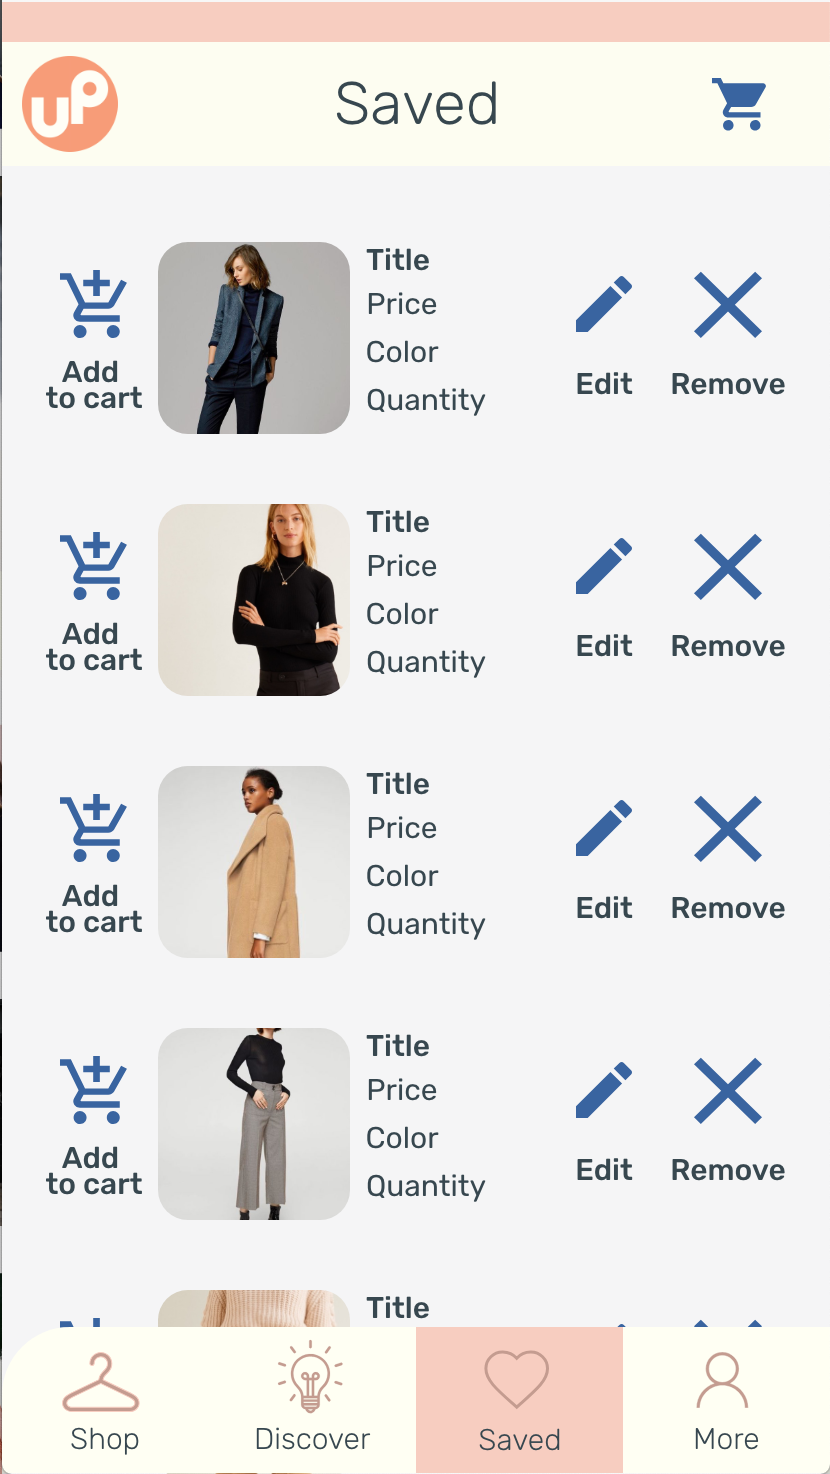 UP
Saved
Title
Price
Color
Quantity
Add
to cart
Edit
Remove
Title
Price
Color
Quantity
Add
to cart
Edit
Remove
Title
Price
Color
Quantity
Add
to cart
Edit
Remove
Title
Price
Color
Quantity
Add
to cart
Edit
Remove
Title
Shop
Discover
Saved
More